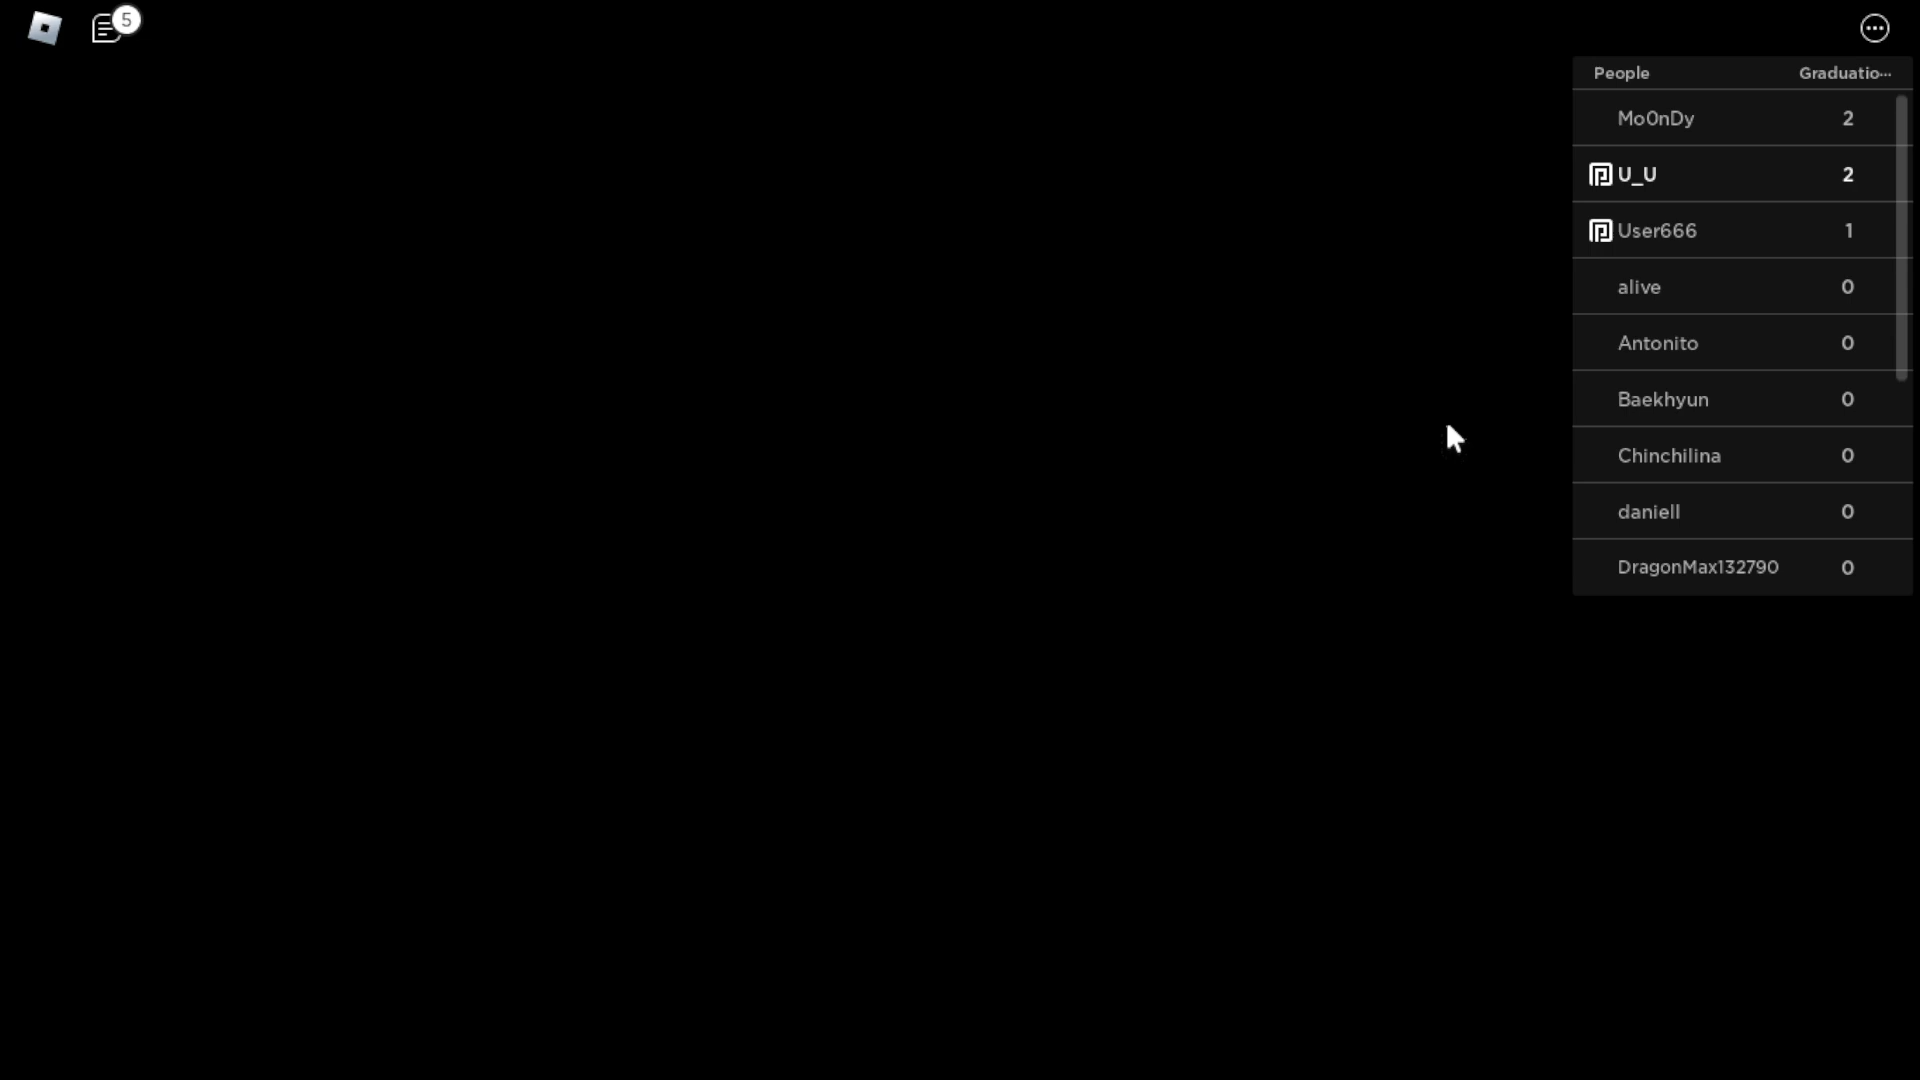 5
People Graduatio...
Mo0nDy 2
U_U 2
User666 1
alive 0
Antonito 0
Baekhyun 0
Chinchilina 0
daniell 0
DragonMax132790 0